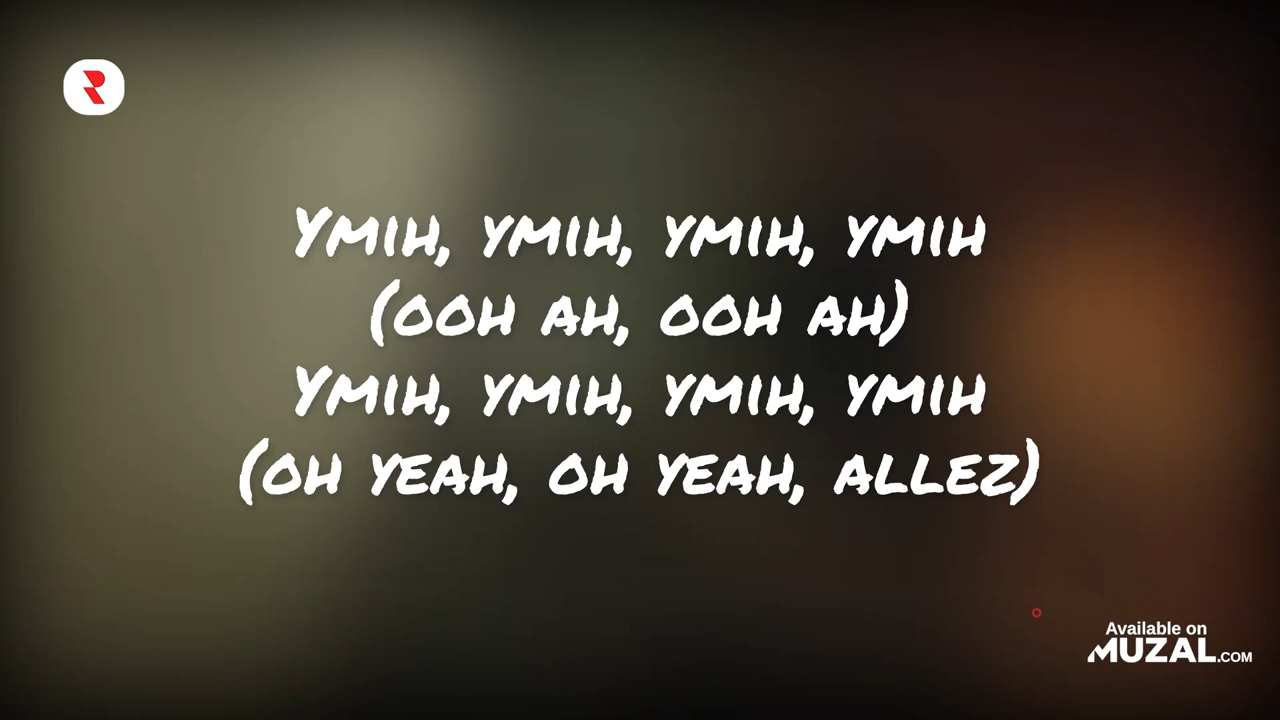 Ymih, ymih, ymih, ymih
(ooh ah, ooh ah)
Ymih, ymih, ymih, ymih
(oh yeah, oh yeah, allez)
Available on
MUZAL.COM